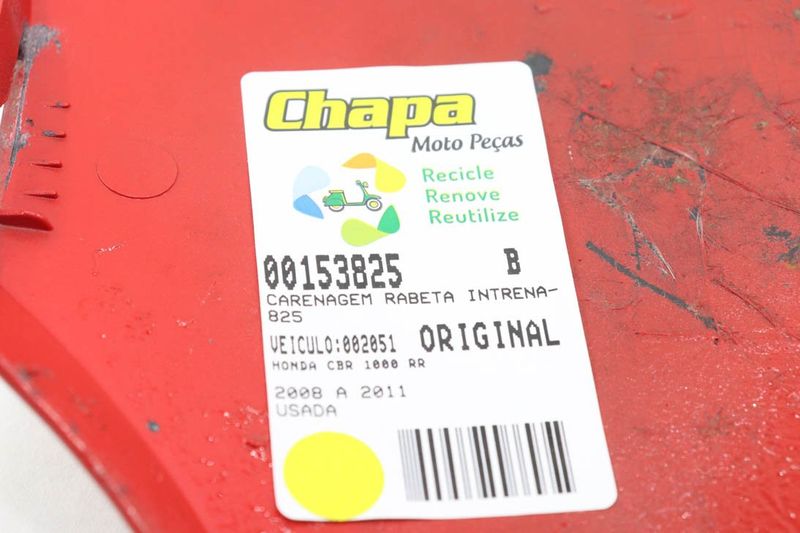 Chapa
Moto Peças
Recicle
Renove
Reutilize
00153825 B
CARENAGEM RABETA INTRENA-
825
VEICULO:002051 ORIGINAL
HONDA CBR 1000 RR
2008 A 2011
USADA